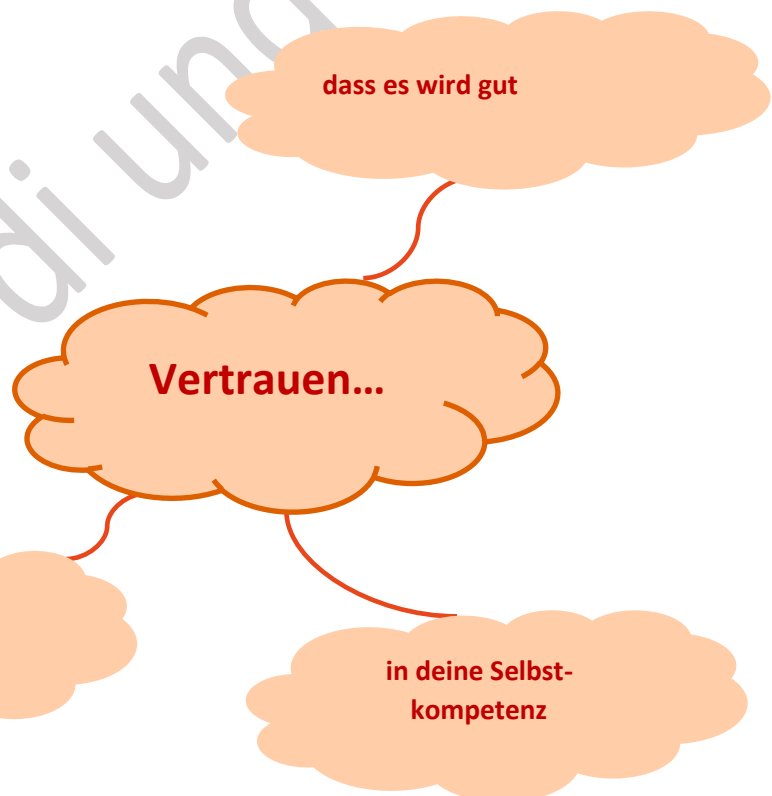 dass es wird gut
Vertrauen...
in deine Selbst-
kompetenz